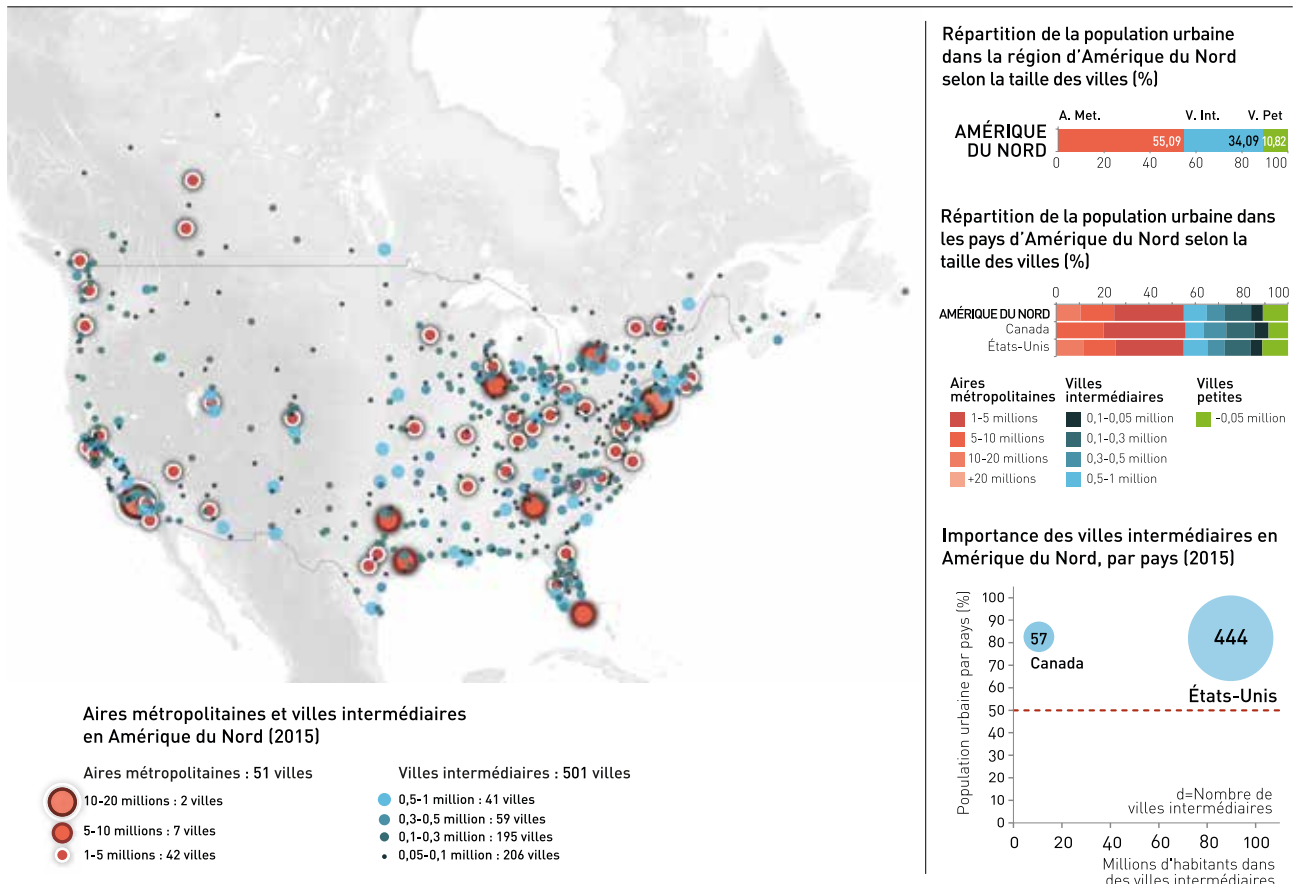 Répartition de la population urbaine
dans la région d'Amérique du Nord
selon la taille des villes (%)
A. Met. V. Int. V. Pet
AMÉRIQUE
DU NORD
55,09 34,09 10,82
0 20 40 60 80 100
Répartition de la population urbaine dans
les pays d'Amérique du Nord selon la
taille des villes (%)
0 20 40 60 80 100
AMÉRIQUE DU NORD
Canada
États-Unis
Aires
métropolitaines
1-5 millions
5-10 millions
10-20 millions
+20 millions
Villes
intermédiaires
0,1-0,05 million
0,1-0,3 million
0,3-0,5 million
0,5-1 million
Villes
petites
-0,05 million
Importance des villes intermédiaires en
Amérique du Nord, par pays (2015)
Population urbaine par pays (%)
100
90
80
70
60
50
40
30
20
10
0
57
Canada
444
États-Unis
d=Nombre de
villes intermédiaires
0 20 40 60 80 100
Millions d'habitants dans
des villes intermédiaires
Aires métropolitaines et villes intermédiaires
en Amérique du Nord (2015)
Aires métropolitaines : 51 villes
10-20 millions : 2 villes
5-10 millions : 7 villes
1-5 millions : 42 villes
Villes intermédiaires : 501 villes
0,5-1 million : 41 villes
0,3-0,5 million : 59 villes
0,1-0,3 million : 195 villes
0,05-0,1 million : 206 villes